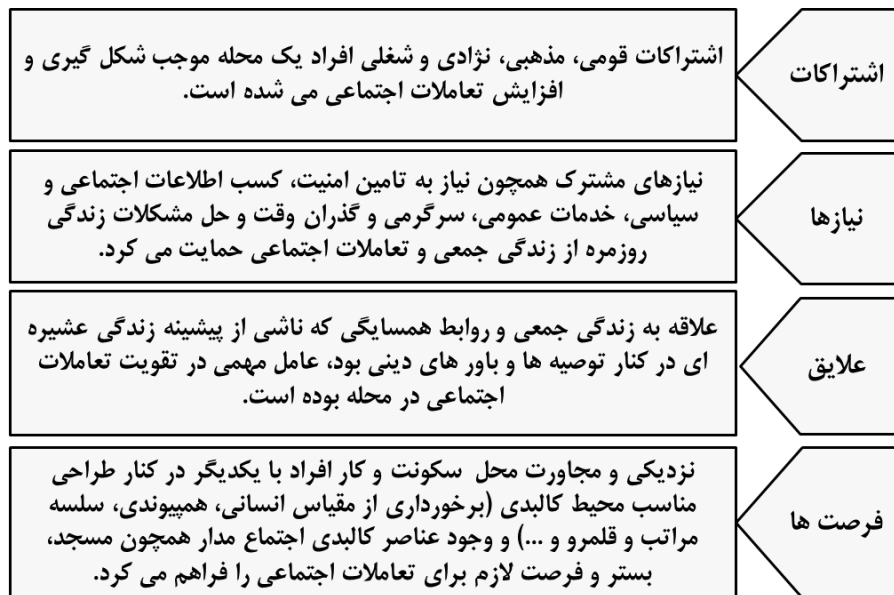 اشتراکات
اشتراکات قومی، مذهبی، نژادی و شغلی افراد یک محله موجب شکل گیری و
افزایش تعاملات اجتماعی می شده است.
نیازها
نیازهای مشترک همچون نیاز به تامین امنیت، کسب اطلاعات اجتماعی و
سیاسی، خدمات عمومی، سرگرمی و گذران وقت و حل مشکلات زندگی
روزمره از زندگی جمعی و تعاملات اجتماعی حمایت می کرد.
علایق
علاقه به زندگی جمعی و روابط همسایگی که ناشی از پیشینه زندگی عشیره
ای در کنار توصیه ها و باور های دینی بود، عامل مهمی در تقویت تعاملات
اجتماعی در محله بوده است.
فرصت ها
نزدیکی و مجاورت محل سکونت و کار افراد با یکدیگر در کنار طراحی
مناسب محیط کالبدی (برخورداری از مقیاس انسانی، همپیوندی، سلسه
مراتب و قلمرو و ...) و وجود عناصر کالبدی اجتماع مدار همچون مسجد،
بستر و فرصت لازم برای تعاملات اجتماعی را فراهم می کرد.